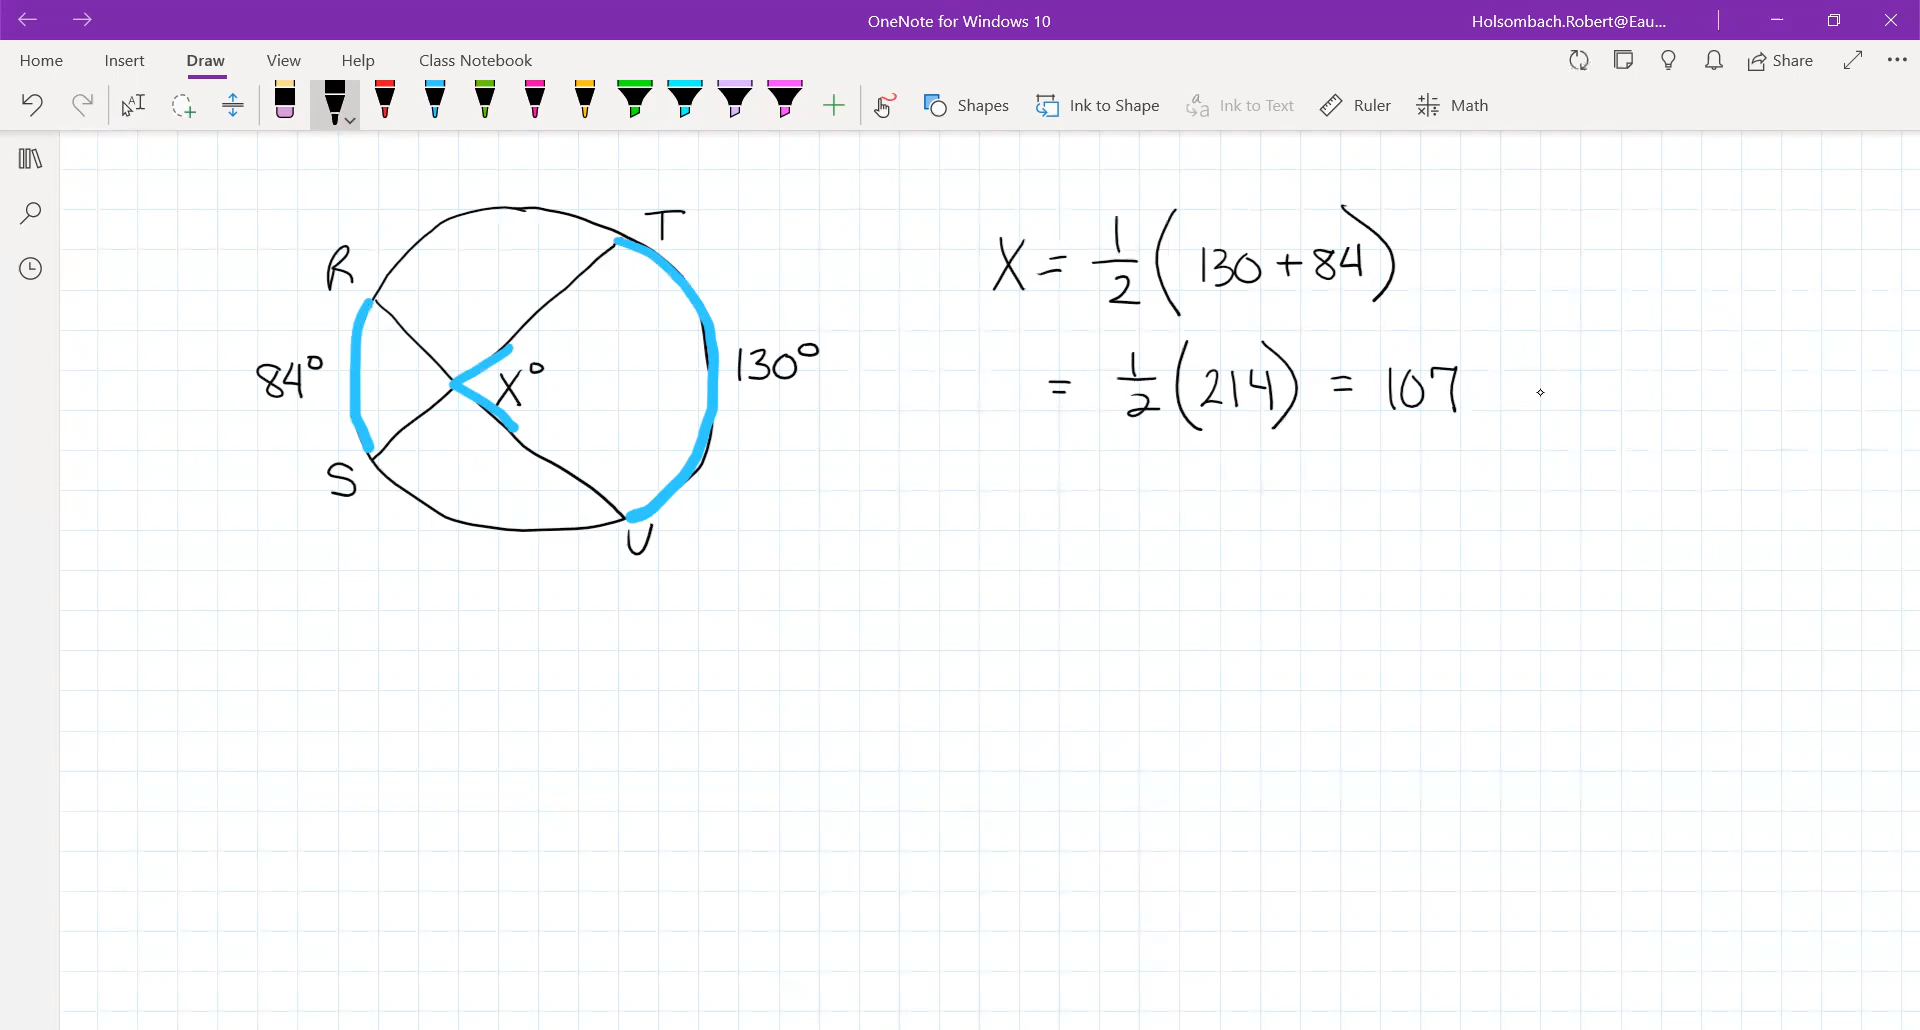 OneNote for Windows 10
Holsombach.Robert@Eau...
Home Insert Draw View Help Class Notebook
Share
Shapes Ink to Shape Ink to Text Ruler Math
T
R
X = 1/2 (130 + 84)
84°
X°
130°
= 1/2 (214) = 107
S
U